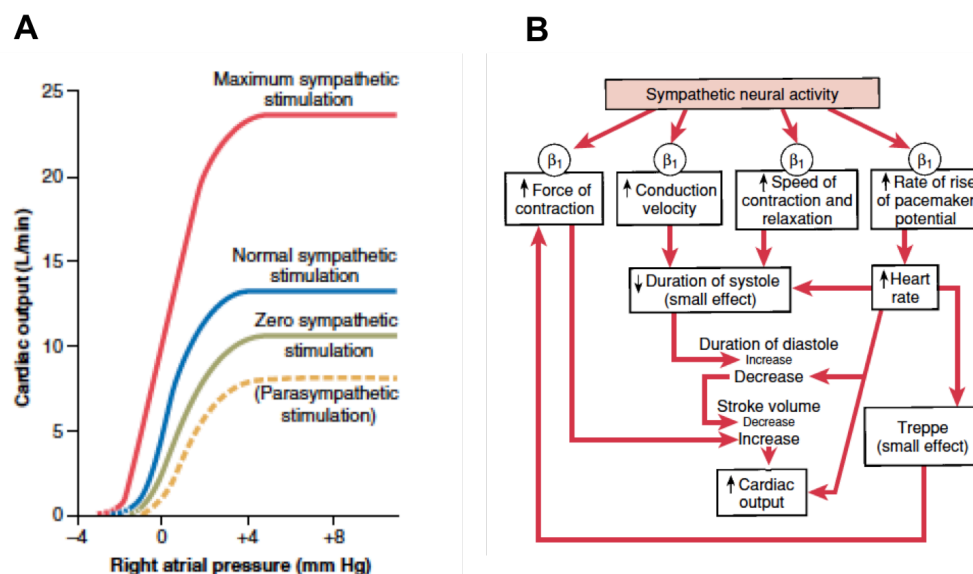 A
Cardiac output (L/min)
25
20
15
10
5
0
Maximum sympathetic
stimulation
Normal sympathetic
stimulation
Zero sympathetic
stimulation
(Parasympathetic
stimulation)
–4
0
+4
+8
Right atrial pressure (mm Hg)
B
Sympathetic neural activity
β1
β1
β1
β1
↑ Force of
contraction
↑ Conduction
velocity
↑ Speed of
contraction and
relaxation
↑ Rate of rise
of pacemaker
potential
↓ Duration of systole
(small effect)
↑ Heart
rate
Duration of diastole
Increase
Decrease
Stroke volume
Decrease
Increase
Treppe
(small effect)
↑ Cardiac
output